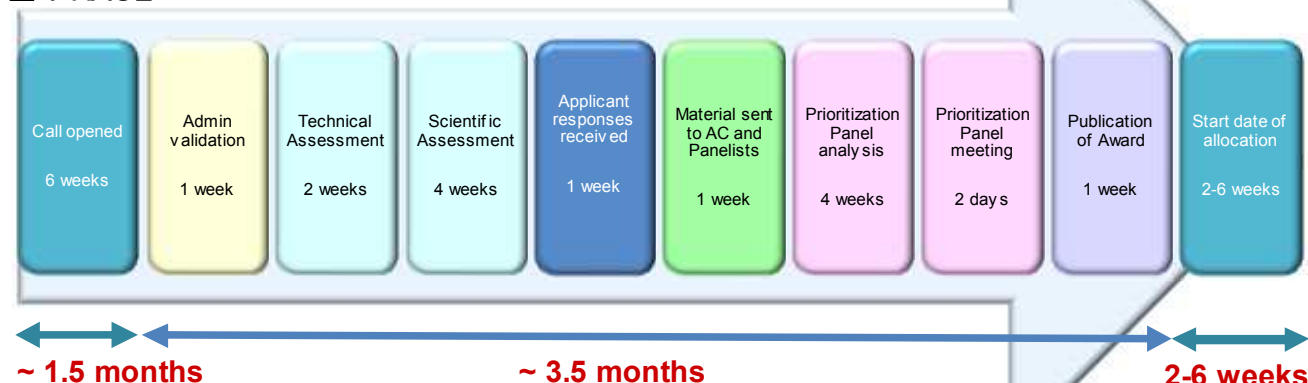 Call opened
6 weeks
Admin
validation
1 week
Technical
Assessment
2 weeks
Scientific
Assessment
4 weeks
Applicant
responses
received
1 week
Material sent
to AC and
Panelists
1 week
Prioritization
Panel
analysis
4 weeks
Prioritization
Panel
meeting
2 days
Publication
of Award
1 week
Start date of
allocation
2-6 weeks
~ 1.5 months
~ 3.5 months
2-6 weeks